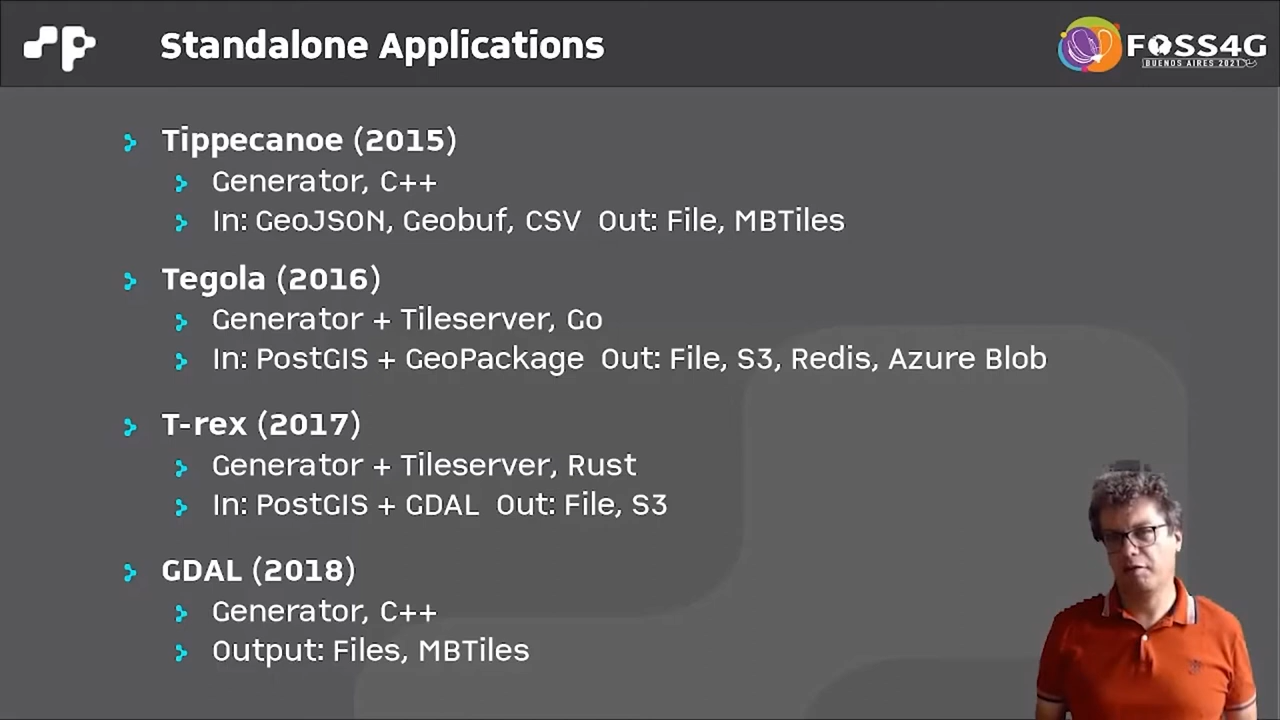 Standalone Applications
FOSS4G
BUENOS AIRES 2021
Tippecanoe (2015)
Generator, C++
In: GeoJSON, Geobuf, CSV Out: File, MBTiles
Tegola (2016)
Generator + Tileserver, Go
In: PostGIS + GeoPackage Out: File, S3, Redis, Azure Blob
T-rex (2017)
Generator + Tileserver, Rust
In: PostGIS + GDAL Out: File, S3
GDAL (2018)
Generator, C++
Output: Files, MBTiles